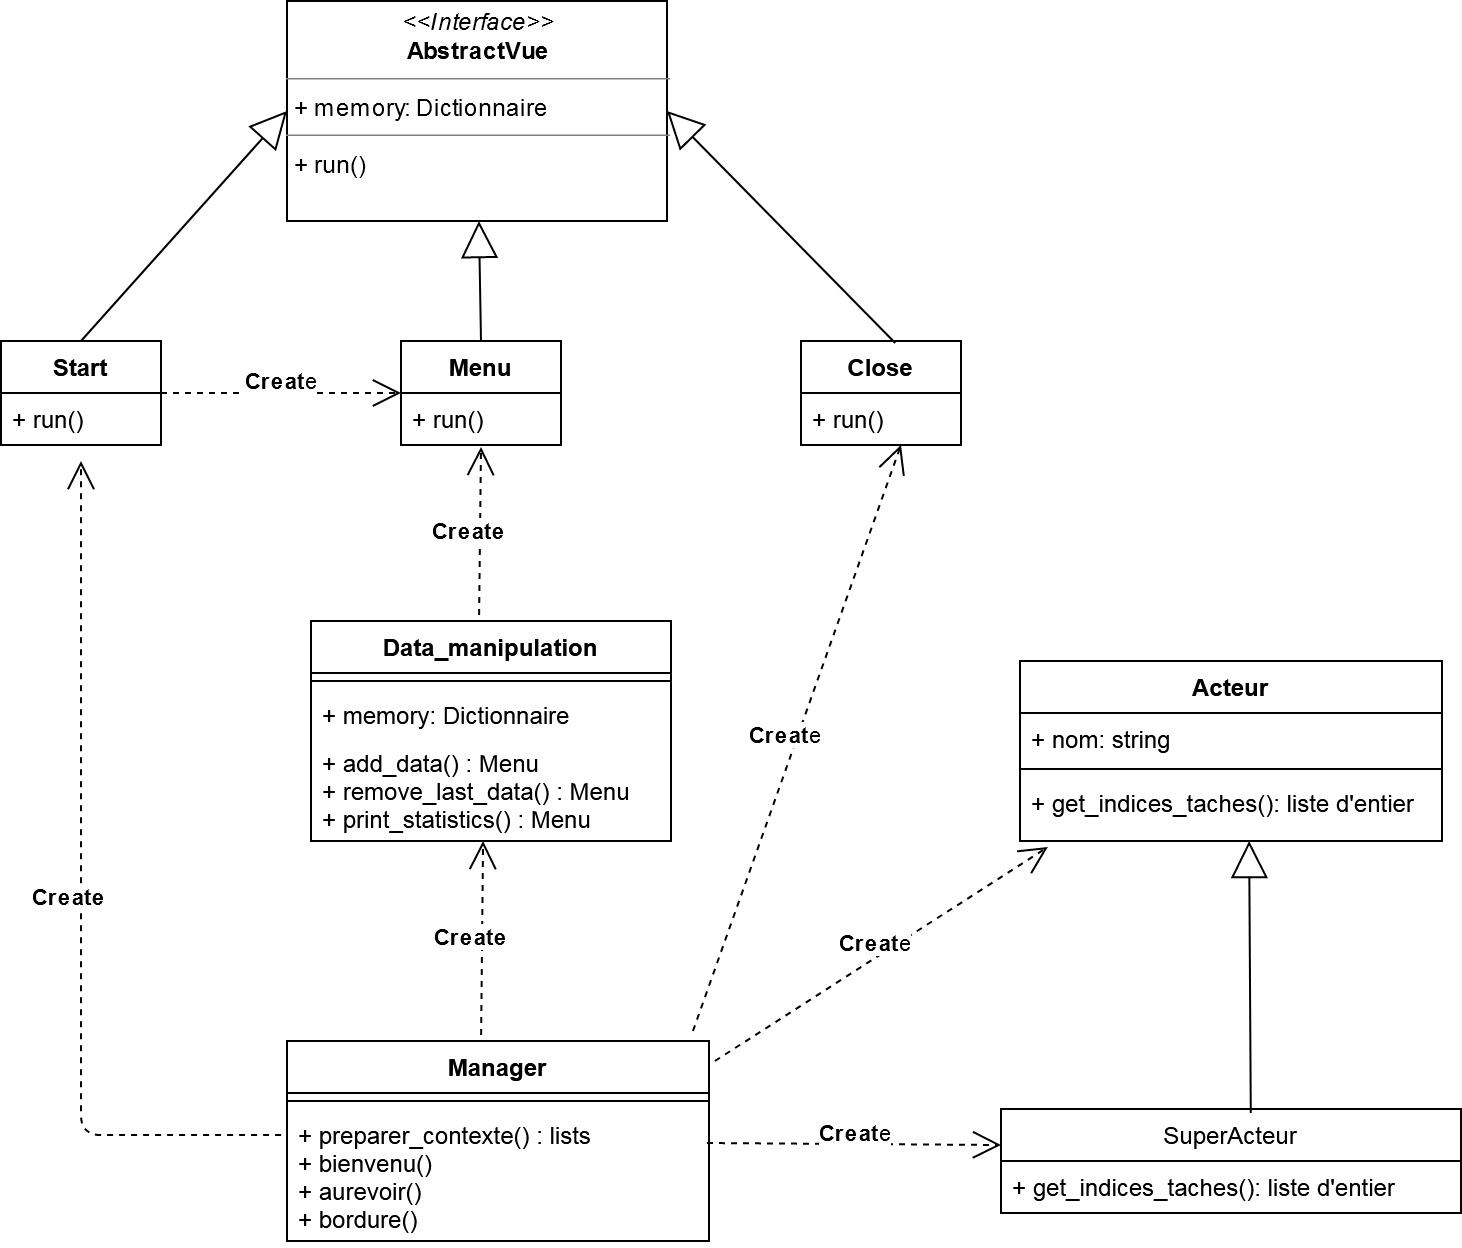 <<Interface>>
AbstractVue
+ memory: Dictionnaire
+ run()
Start
+ run()
Create
Menu
+ run()
Close
+ run()
Create
Data_manipulation
+ memory: Dictionnaire
+ add_data() : Menu
+ remove_last_data() : Menu
+ print_statistics() : Menu
Create
Acteur
+ nom: string
+ get_indices_taches(): liste d'entier
Create
Create
Create
Manager
+ preparer_contexte() : lists
+ bienvenu()
+ aurevoir()
+ bordure()
Create
SuperActeur
+ get_indices_taches(): liste d'entier